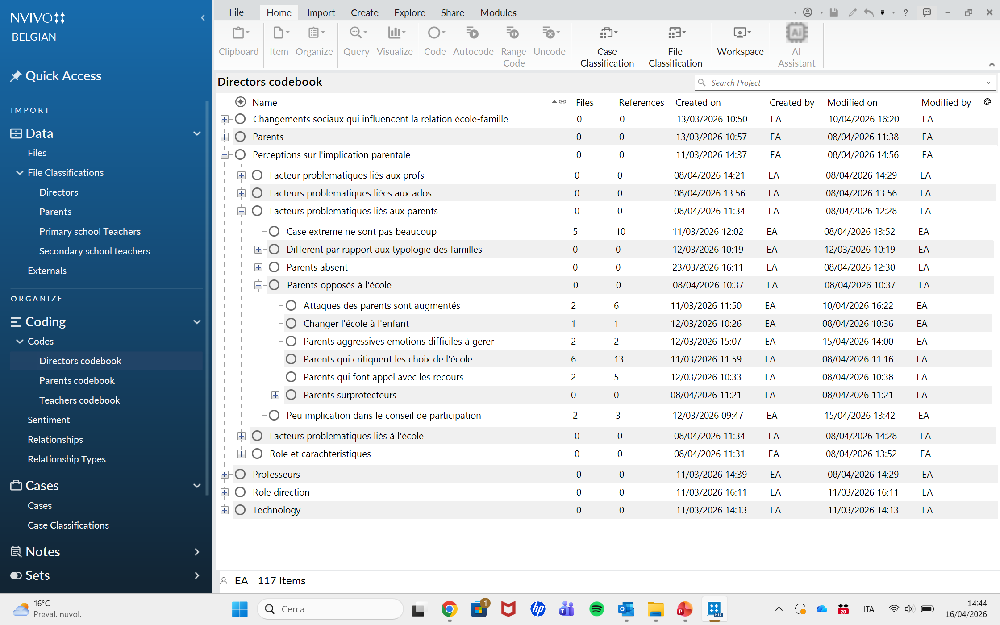 NVIVO
BELGIAN
Quick Access
IMPORT
Data
Files
File Classifications
Directors
Parents
Primary school Teachers
Secondary school teachers
Externals
ORGANIZE
Coding
Codes
Directors codebook
Parents codebook
Teachers codebook
Sentiment
Relationships
Relationship Types
Cases
Cases
Case Classifications
Notes
Sets
File Home Import Create Explore Share Modules
Clipboard Item Organize Query Visualize Code Autocode Range Code Uncode Case Classification File Classification Workspace AI Assistant
Directors codebook
Search Project
Name Files References Created on Created by Modified on Modified by
Changements sociaux qui influencent la relation école-famille 0 0 13/03/2026 10:50 EA 10/04/2026 16:20 EA
Parents 0 0 13/03/2026 10:57 EA 08/04/2026 11:38 EA
Perceptions sur l'implication parentale 0 0 11/03/2026 14:37 EA 08/04/2026 14:56 EA
Facteur problematiques liés aux profs 0 0 08/04/2026 14:21 EA 08/04/2026 14:29 EA
Facteurs problematiques liées aux ados 0 0 08/04/2026 13:56 EA 08/04/2026 13:56 EA
Facteurs problematiques liés aux parents 0 0 08/04/2026 11:34 EA 08/04/2026 12:28 EA
Case extreme ne sont pas beaucoup 5 10 11/03/2026 12:02 EA 08/04/2026 13:52 EA
Different par rapport aux typologie des familles 0 0 12/03/2026 10:19 EA 12/03/2026 10:19 EA
Parents absent 0 0 23/03/2026 16:11 EA 08/04/2026 12:30 EA
Parents opposés à l'école 0 0 08/04/2026 10:37 EA 08/04/2026 10:37 EA
Attaques des parents sont augmentés 2 6 11/03/2026 11:50 EA 10/04/2026 16:22 EA
Changer l'école à l'enfant 1 1 12/03/2026 10:26 EA 08/04/2026 10:36 EA
Parents aggressives emotions difficiles à gerer 2 2 12/03/2026 15:07 EA 15/04/2026 14:00 EA
Parents qui critiquent les choix de l'école 6 13 11/03/2026 11:59 EA 08/04/2026 11:16 EA
Parents qui font appel avec les recours 2 5 12/03/2026 10:33 EA 08/04/2026 10:38 EA
Parents surprotecteurs 0 0 08/04/2026 11:21 EA 08/04/2026 11:21 EA
Peu implication dans le conseil de participation 2 3 12/03/2026 09:47 EA 15/04/2026 13:42 EA
Facteurs problematiques liés à l'école 0 0 08/04/2026 11:34 EA 08/04/2026 14:28 EA
Role et carachteristiques 0 0 08/04/2026 11:31 EA 08/04/2026 13:52 EA
Professeurs 0 0 11/03/2026 14:39 EA 08/04/2026 14:29 EA
Role direction 0 0 11/03/2026 16:11 EA 11/03/2026 16:11 EA
Technology 0 0 11/03/2026 14:13 EA 11/03/2026 14:13 EA
EA 117 Items
16°C
Preval. nuvol.
Cerca
1
N15
20
ITA
14:44
16/04/2026